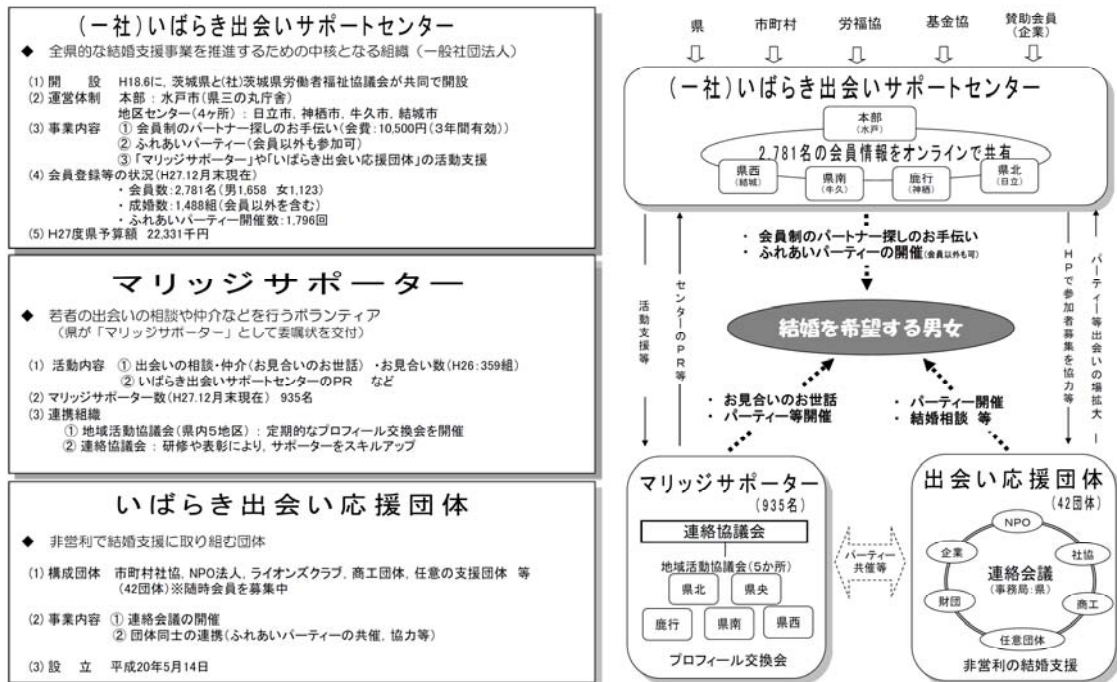 (一社)いばらき出会いサポートセンター
◆ 全県的な結婚支援事業を推進するための中核となる組織(一般社団法人)
(1) 開　設　H18.6に、茨城県と(社)茨城県労働者福祉協議会が共同で開設
(2) 運営体制　本部：水戸市(県三の丸庁舎)
地区センター(4ヶ所)：日立市、神栖市、牛久市、結城市
(3) 事業内容　① 会員制のパートナー探しのお手伝い(会費：10,500円(3年間有効))
② ふれあいパーティー(会員以外も参加可)
③「マリッジサポーター」や「いばらき出会い応援団体」の活動支援
(4) 会員登録等の状況(H27.12月末現在)
・会員数：2,781名(男1,658 女1,123)
・成婚数：1,488組(会員以外を含む)
・ふれあいパーティー開催数：1,796回
(5) H27度県予算額 22,331千円
マリッジサポーター
◆ 若者の出会いの相談や仲介などを行うボランティア
(県が「マリッジサポーター」として委嘱状を交付)
(1) 活動内容　① 出会いの相談・仲介(お見合いのお世話)　・お見合い数(H26：359組)
② いばらき出会いサポートセンターのPR　など
(2) マリッジサポーター数(H27.12月末現在)　935名
(3) 連携組織
① 地域活動協議会(県内5地区)：定期的なプロフィール交換会を開催
② 連絡協議会：研修や表彰により、サポーターをスキルアップ
いばらき出会い応援団体
◆ 非営利で結婚支援に取り組む団体
(1) 構成団体　市町村社協、NPO法人、ライオンズクラブ、商工団体、任意の支援団体　等
(42団体)※随時会員を募集中
(2) 事業内容　① 連絡会議の開催
② 団体同士の連携(ふれあいパーティーの共催、協力等)
(3) 設　立　平成20年5月14日
県　市町村　労福協　基金協　賛助会員
(企業)
(一社)いばらき出会いサポートセンター
本部
(水戸)
2,781名の会員情報をオンラインで共有
県西　県南　鹿行　県北
(結城)　(牛久)　(神栖)　(日立)
・会員制のパートナー探しのお手伝い
・ふれあいパーティーの開催(会員以外も可)
活動支援等
センターのPR等
HPで参加者募集を協力等
パーティー等出会いの場拡大
結婚を希望する男女
・お見合いのお世話
・パーティー等開催
・パーティー開催
・結婚相談 等
マリッジサポーター
(935名)
連絡協議会
地域活動協議会(5か所)
県北　県央
鹿行　県南　県西
プロフィール交換会
パーティー
共催等
出会い応援団体
(42団体)
NPO
企業　社協
連絡会議
(事務局：県)
財団　商工
任意団体
非営利の結婚支援